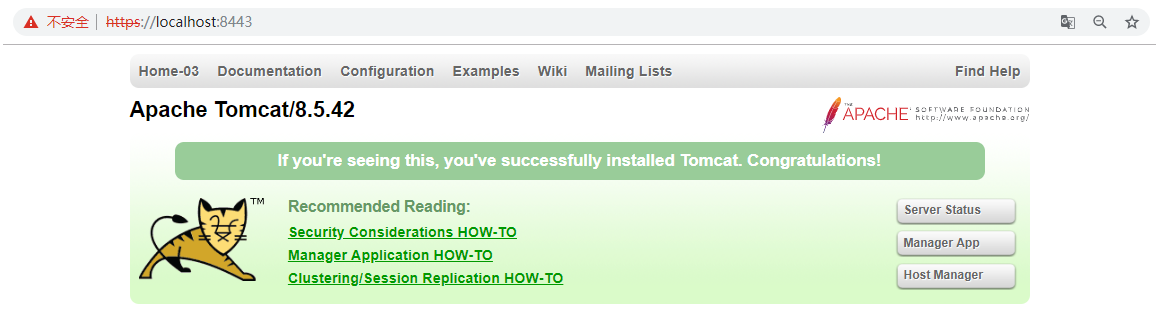 不安全 https://localhost:8443
Home-03 Documentation Configuration Examples Wiki Mailing Lists Find Help
Apache Tomcat/8.5.42
THE APACHE SOFTWARE FOUNDATION
http://www.apache.org/
If you're seeing this, you've successfully installed Tomcat. Congratulations!
TM
Recommended Reading:
Security Considerations HOW-TO
Manager Application HOW-TO
Clustering/Session Replication HOW-TO
Server Status
Manager App
Host Manager